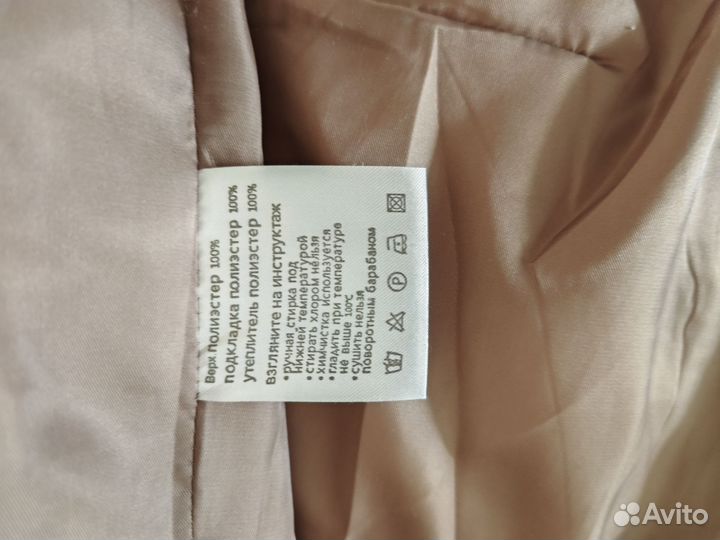 Верх полиэстер 100%
подкладка полиэстер 100%
утеплитель полиэстер 100%
Взгляните на инструктаж
•ручная стирка под
нижней температурой
•стирать хлором нельзя
•химчистка используется
•гладить при температуре
не выше 100℃
•сушить нельзя
поворотным барабаном
P
Avito